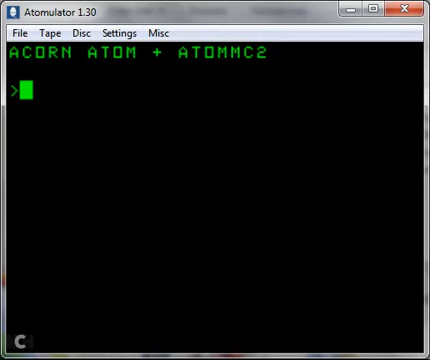 Atomulator 1.30
File Tape Disc Settings Misc
ACORN ATOM + ATOMMC2
>
C